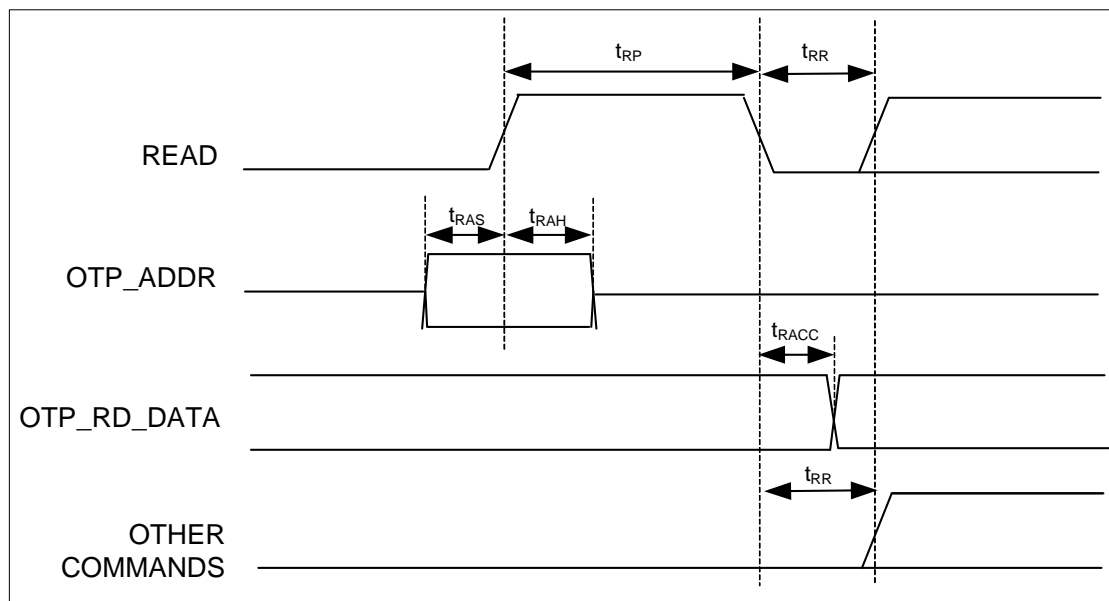 tRP
tRR
READ
tRAS
tRAH
OTP_ADDR
tRACC
OTP_RD_DATA
tRR
OTHER
COMMANDS